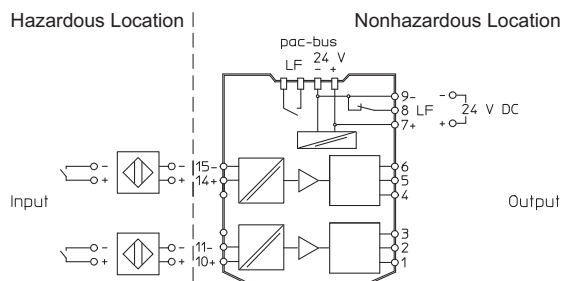 Hazardous Location
Nonhazardous Location
pac-bus
LF
24 V
- +
9-
8 LF
7+
-
24 V DC
+
15-
14+
- +
- +
6
5
4
Input
Output
11-
10+
- +
- +
3
2
1